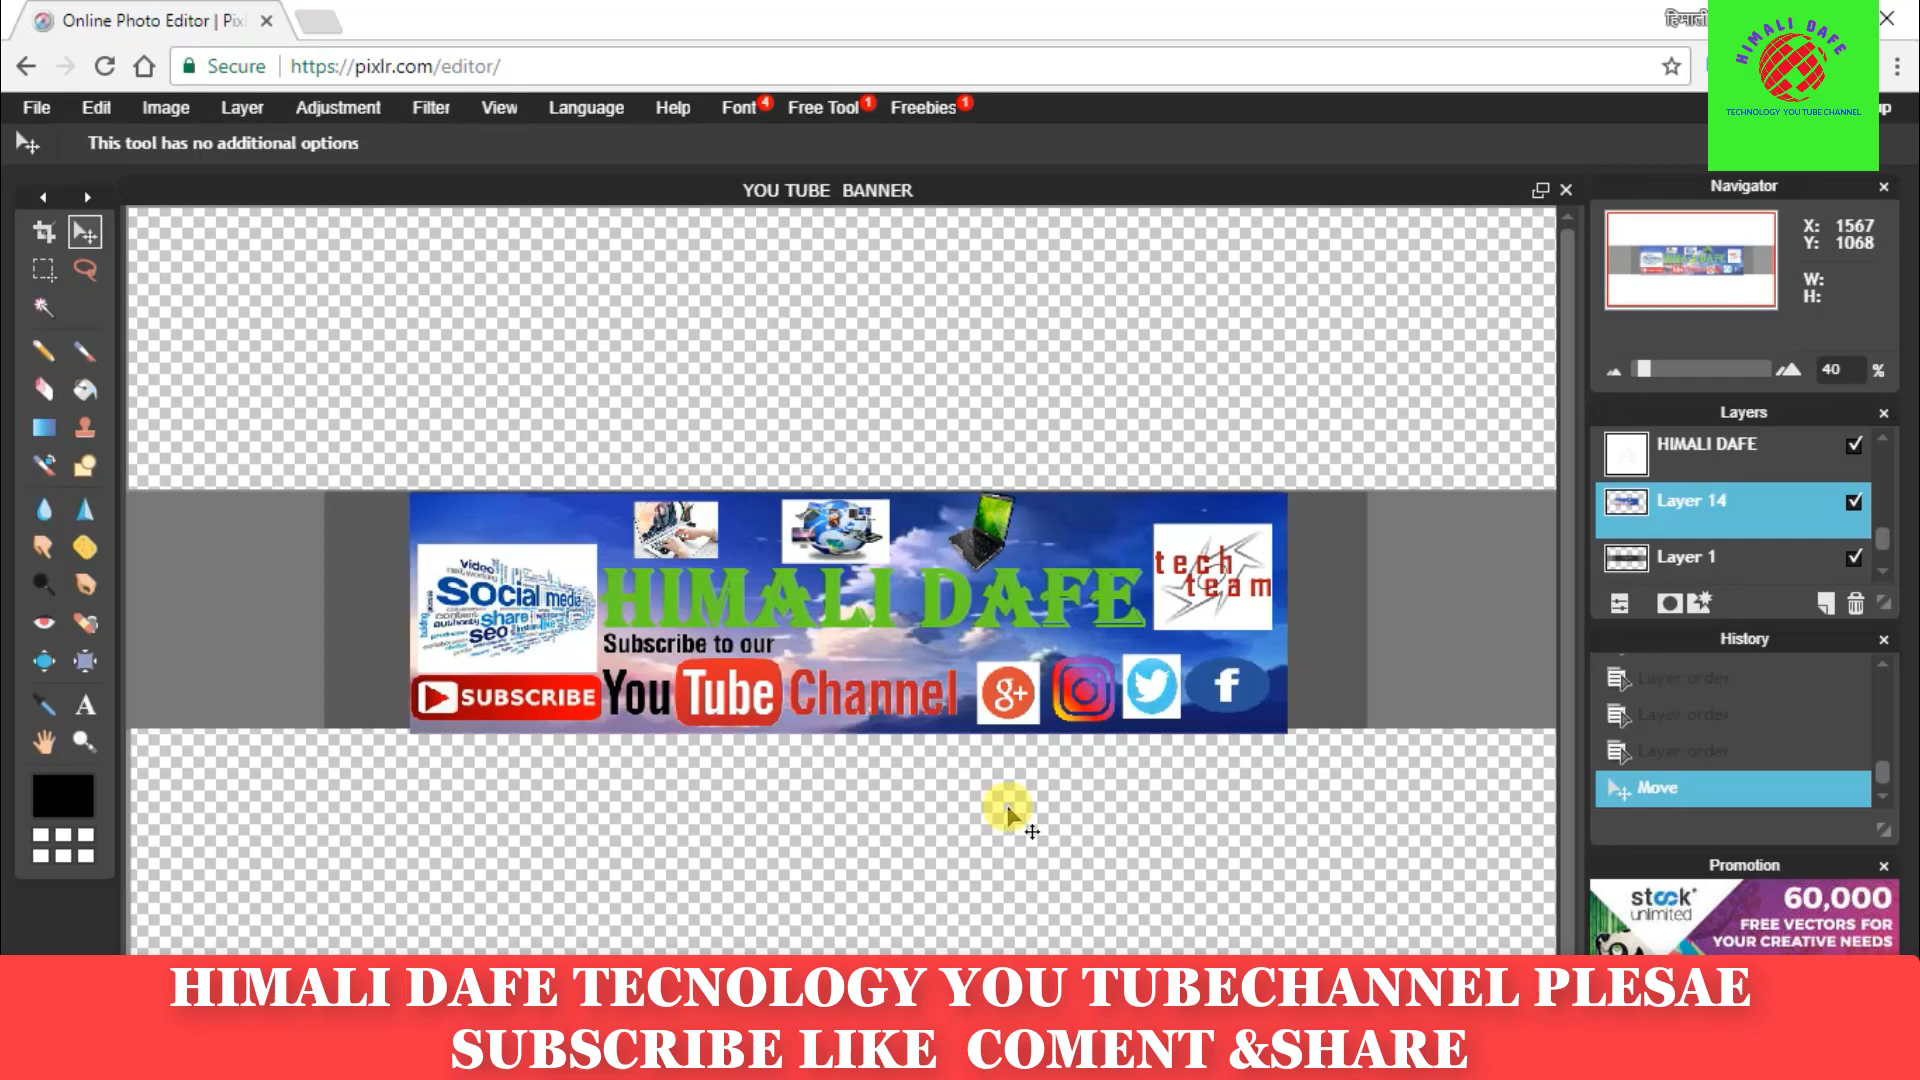 Online Photo Editor | Pix
हिमाली
Secure https://pixlr.com/editor/
HIMALI DAFE
TECHNOLOGY YOU TUBE CHANNEL
File Edit Image Layer Adjustment Filter View Language Help Font 4 Free Tool 1 Freebies 1
This tool has no additional options
YOU TUBE BANNER
Navigator
X: 1567
Y: 1068
W:
H:
40 %
Layers
HIMALI DAFE
Layer 14
Layer 1
History
Layer order
Layer order
Layer order
Move
Promotion
stock unlimited
60,000
FREE VECTORS FOR
YOUR CREATIVE NEEDS
video
Social media
share
seo
HIMALI DAFE
tech
team
Subscribe to our
YouTube Channel
SUBSCRIBE
g+
f
A
HIMALI DAFE TECNOLOGY YOU TUBECHANNEL PLESAE
SUBSCRIBE LIKE COMENT &SHARE